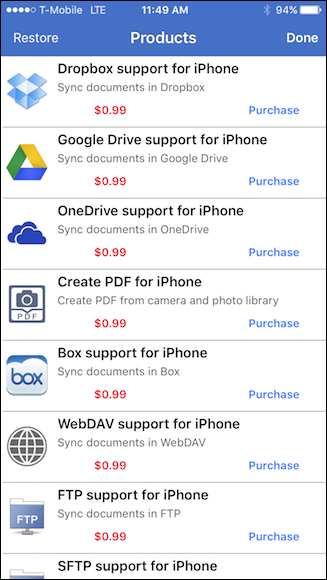 T-Mobile LTE 11:49 AM 94%
Restore Products Done
Dropbox support for iPhone
Sync documents in Dropbox
$0.99 Purchase
Google Drive support for iPhone
Sync documents in Google Drive
$0.99 Purchase
OneDrive support for iPhone
Sync documents in OneDrive
$0.99 Purchase
Create PDF for iPhone
PDF
Create PDF from camera and photo library
$0.99 Purchase
Box support for iPhone
box
Sync documents in Box
$0.99 Purchase
WebDAV support for iPhone
Sync documents in WebDAV
$0.99 Purchase
FTP support for iPhone
FTP
Sync documents in FTP
$0.99 Purchase
SFTP support for iPhone